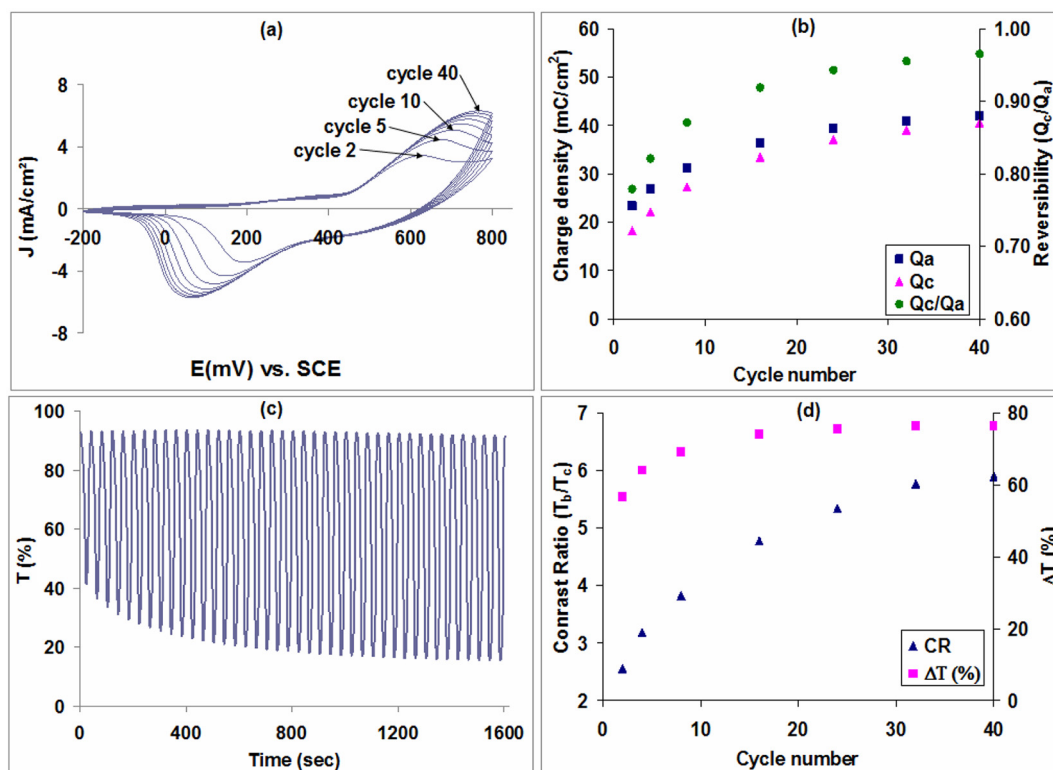 (a)
8
4
0
-4
-8
-200
0
200
400
600
800
cycle 40
cycle 10
cycle 5
cycle 2
J (mA/cm²)
E(mV) vs. SCE
(b)
60
50
40
30
20
10
0
1.00
0.90
0.80
0.70
0.60
0
10
20
30
40
Charge density (mC/cm²)
Reversibility (Qc/Qa)
Qa
Qc
Qc/Qa
Cycle number
(c)
100
80
60
40
20
0
0
400
800
1200
1600
T (%)
Time (sec)
(d)
7
6
5
4
3
2
80
60
40
20
0
0
10
20
30
40
Conrast Ratio (Tb/Tc)
ΔT (%)
CR
ΔT (%)
Cycle number